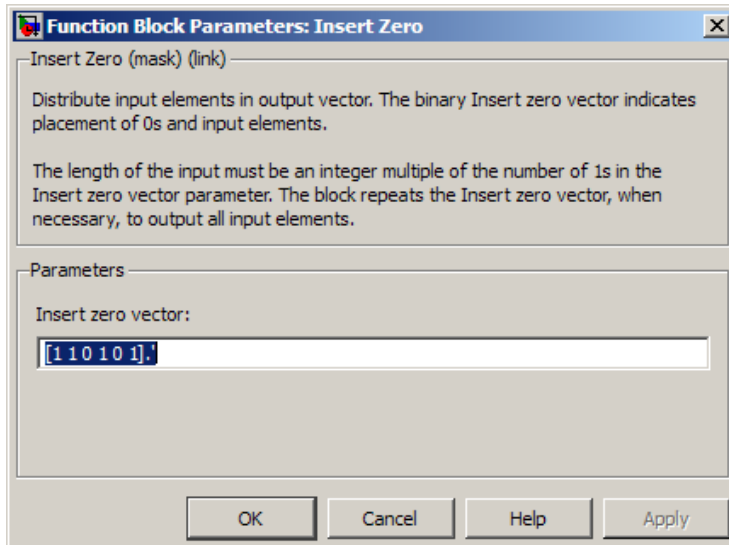 Function Block Parameters: Insert Zero
Insert Zero (mask) (link)
Distribute input elements in output vector. The binary Insert zero vector indicates
placement of 0s and input elements.
The length of the input must be an integer multiple of the number of 1s in the
Insert zero vector parameter. The block repeats the Insert zero vector, when
necessary, to output all input elements.
Parameters
Insert zero vector:
[1 1 0 1 0 1].'
OK Cancel Help Apply